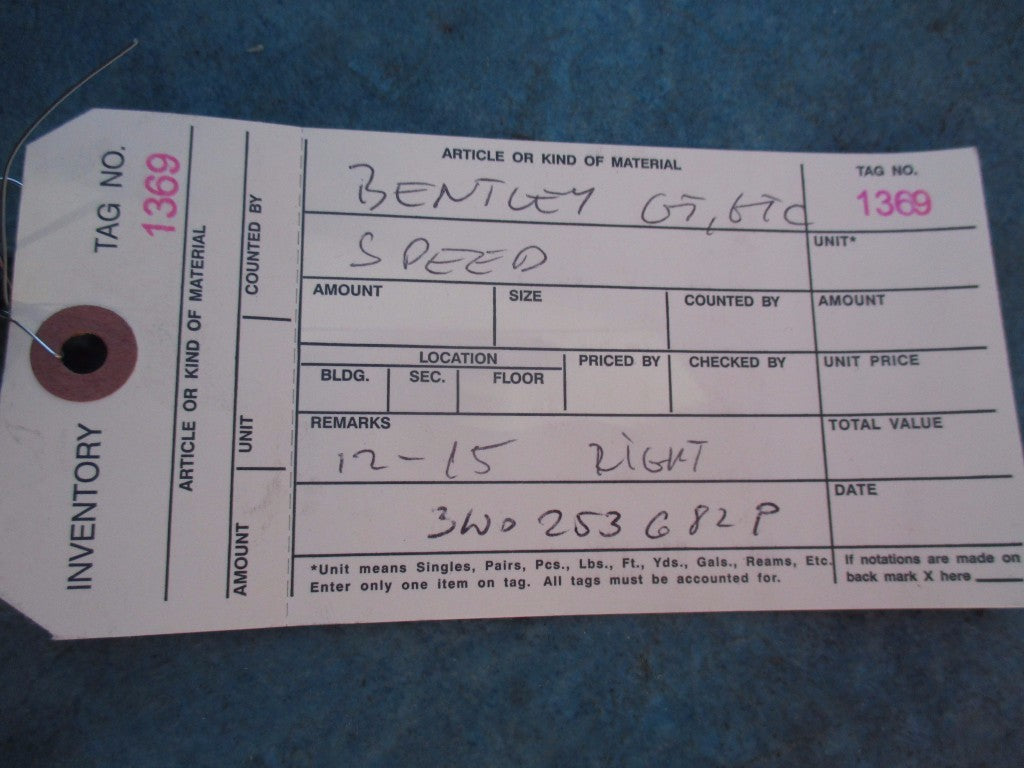 INVENTORY TAG NO. 1369
ARTICLE OR KIND OF MATERIAL
AMOUNT UNIT COUNTED BY
ARTICLE OR KIND OF MATERIAL TAG NO.
BENTLEY GT, GTC 1369
SPEED UNIT*
AMOUNT SIZE COUNTED BY AMOUNT
LOCATION PRICED BY CHECKED BY UNIT PRICE
BLDG. SEC. FLOOR
REMARKS TOTAL VALUE
12-15 RIGHT
DATE
3W0 253 682 P
*Unit means Singles, Pairs, Pcs., Lbs., Ft., Yds., Gals., Reams, Etc. If notations are made on
Enter only one item on tag. All tags must be accounted for. back mark X here